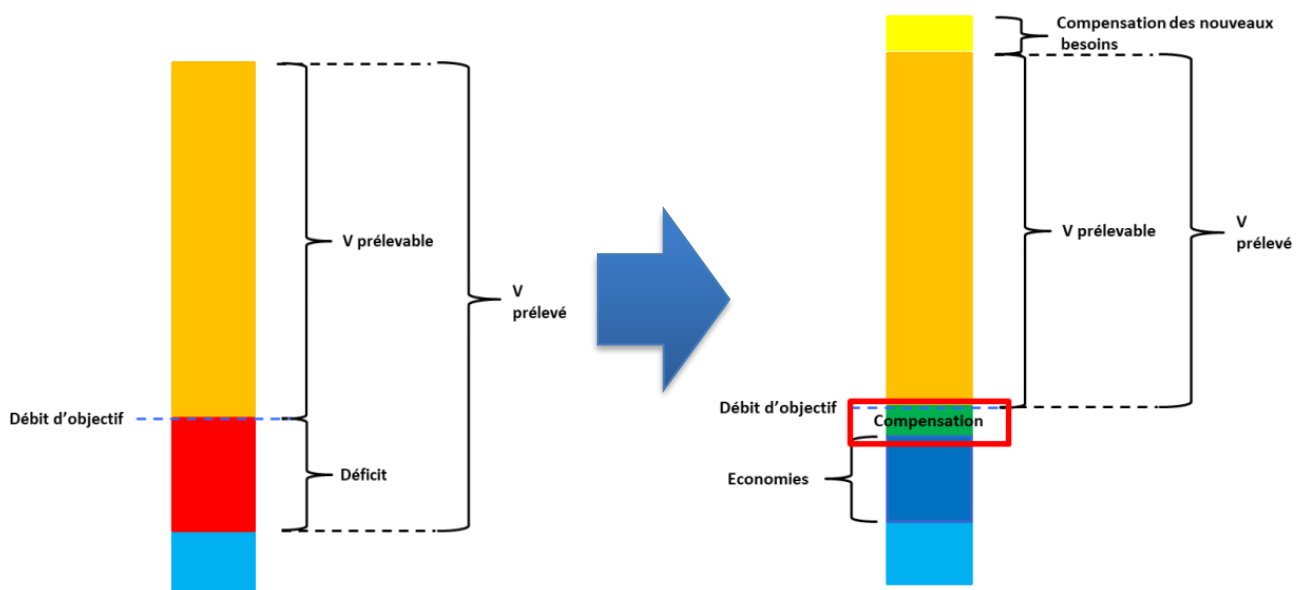 V prélevable
V
prélevé
Débit d'objectif
Déficit
Compensation des nouveaux
besoins
V prélevable
V
prélevé
Débit d'objectif
Compensation
Economies